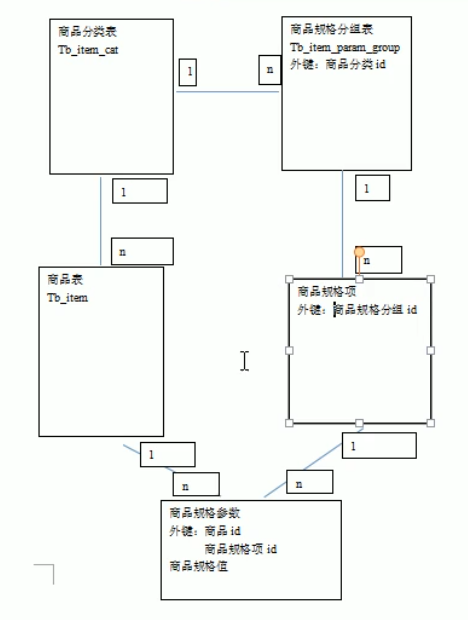 商品分类表
Tb_item_cat
1
n
商品规格分组表
Tb_item_param_group
外键：商品分类 id
1
n
1
n
商品表
Tb_item
商品规格项
外键：商品规格分组 id
1
n
1
n
商品规格参数
外键：商品 id
商品规格项 id
商品规格值